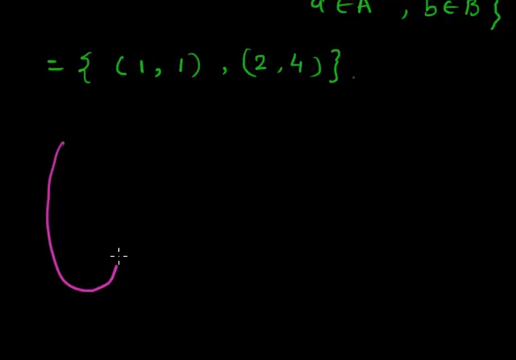 a ∈ A , b ∈ B }
= { (1, 1) , (2, 4) } .